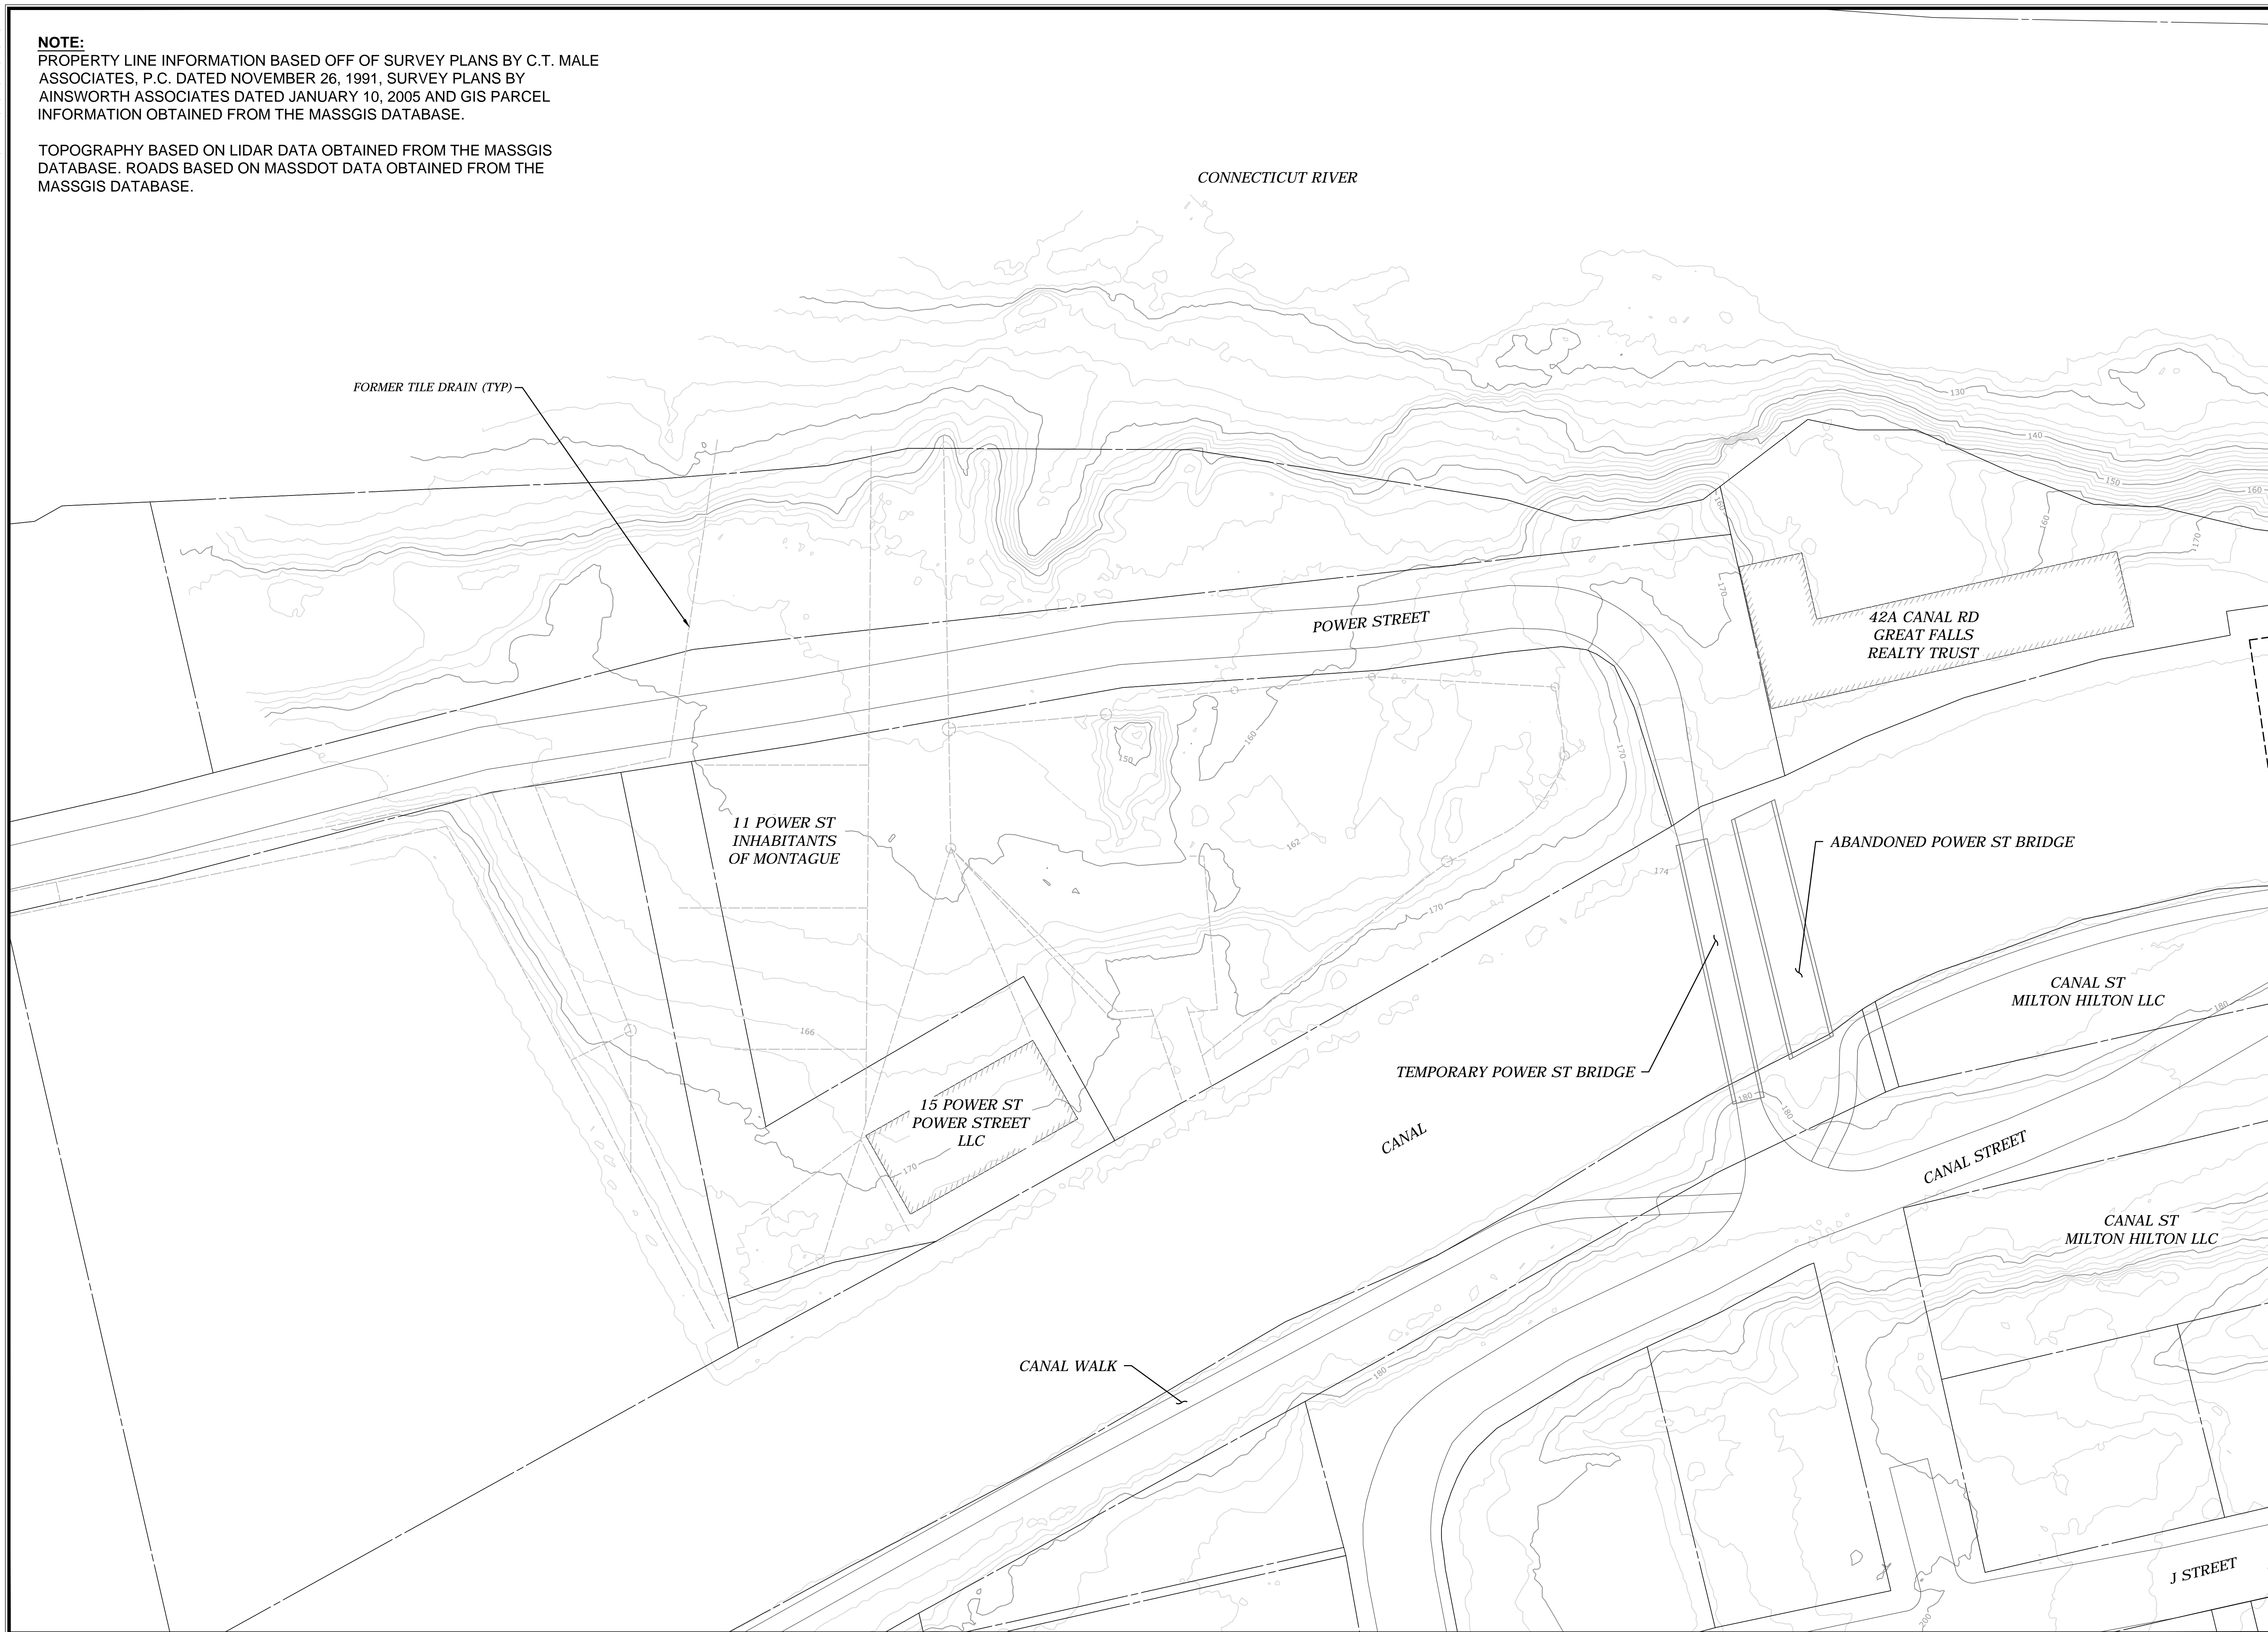 NOTE:
PROPERTY LINE INFORMATION BASED OFF OF SURVEY PLANS BY C.T. MALE
ASSOCIATES, P.C. DATED NOVEMBER 26, 1991, SURVEY PLANS BY
AINSWORTH ASSOCIATES DATED JANUARY 10, 2005 AND GIS PARCEL
INFORMATION OBTAINED FROM THE MASSGIS DATABASE.
TOPOGRAPHY BASED ON LIDAR DATA OBTAINED FROM THE MASSGIS
DATABASE. ROADS BASED ON MASSDOT DATA OBTAINED FROM THE
MASSGIS DATABASE.
CONNECTICUT RIVER
FORMER TILE DRAIN (TYP)
130
140
150
160
160
160
170
170
POWER STREET
42A CANAL RD
GREAT FALLS
REALTY TRUST
160
150
170
11 POWER ST
INHABITANTS
OF MONTAGUE
162
ABANDONED POWER ST BRIDGE
174
170
CANAL ST
MILTON HILTON LLC
180
166
TEMPORARY POWER ST BRIDGE
180
180
15 POWER ST
POWER STREET
LLC
170
CANAL
CANAL STREET
CANAL ST
MILTON HILTON LLC
CANAL WALK
180
J STREET
200